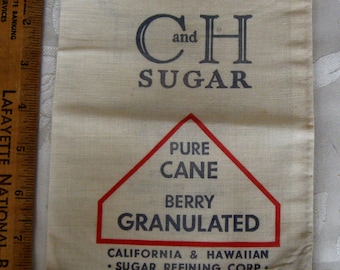 C and H
SUGAR
PURE
CANE
BERRY
GRANULATED
CALIFORNIA & HAWAIIAN
· SUGAR REFINING CORP ·
LAFAYETTE NATIONAL